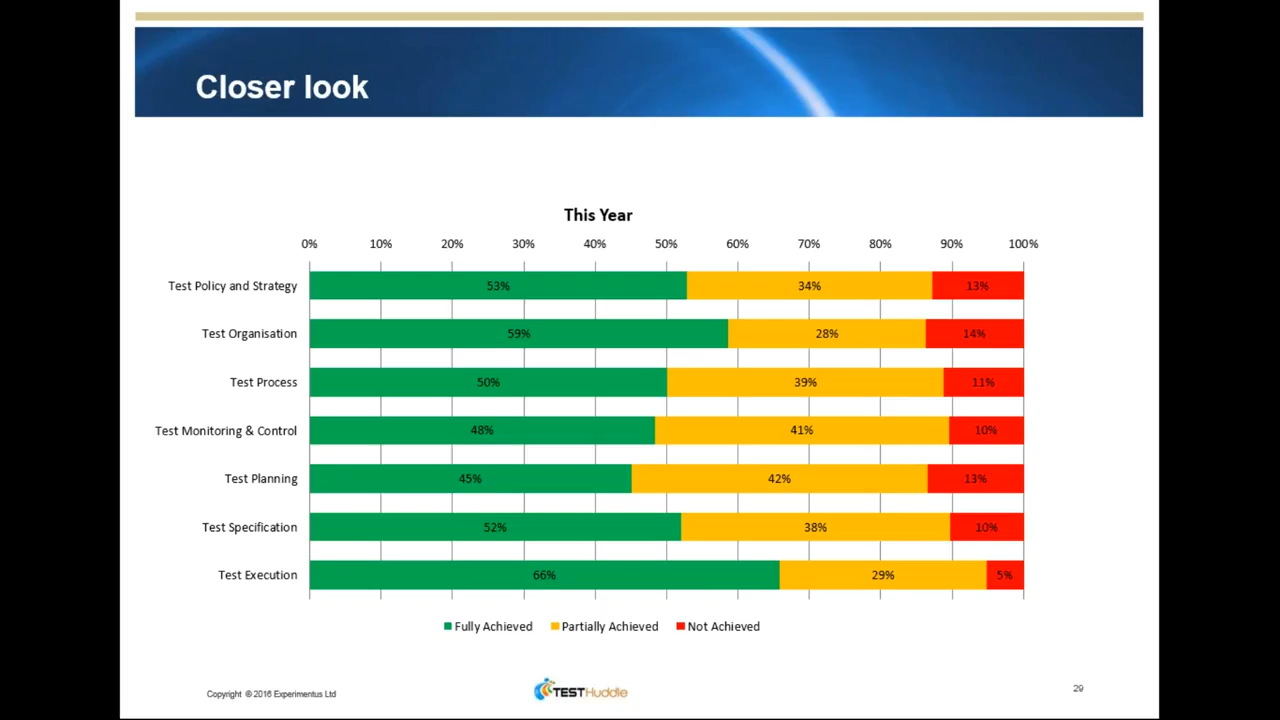 Closer look
This Year
0% 10% 20% 30% 40% 50% 60% 70% 80% 90% 100%
Test Policy and Strategy 53% 34% 13%
Test Organisation 59% 28% 14%
Test Process 50% 39% 11%
Test Monitoring & Control 48% 41% 10%
Test Planning 45% 42% 13%
Test Specification 52% 38% 10%
Test Execution 66% 29% 5%
Fully Achieved Partially Achieved Not Achieved
Copyright ® 2016 Experimentus Ltd
TESTHuddle
29